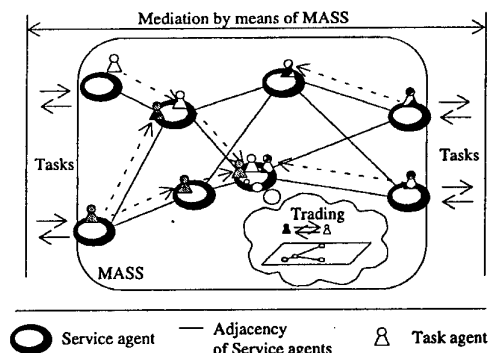 Mediation by means of MASS
Tasks
Tasks
Trading
MASS
Service agent
Adjacency
of Service agents
Task agent